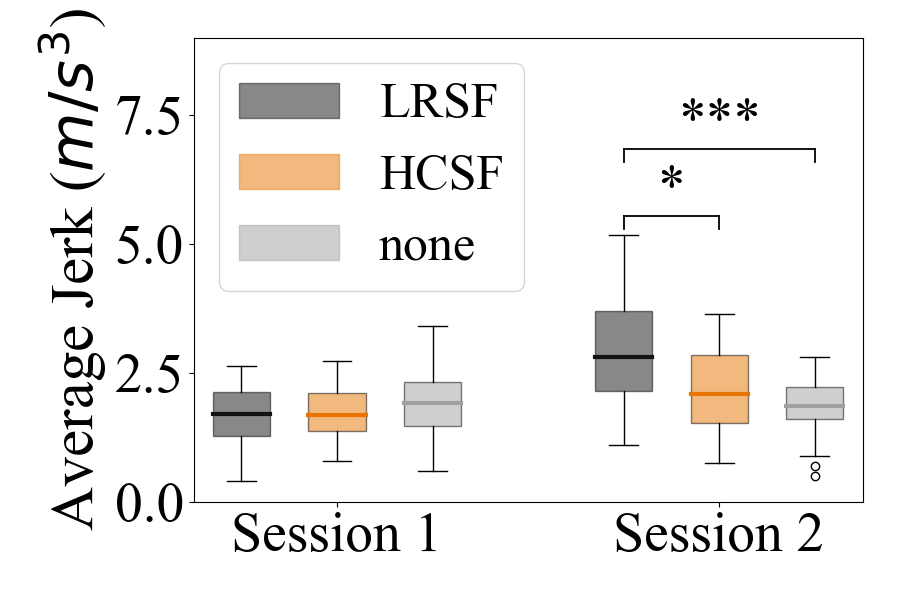 Average Jerk (m/s³)
7.5
5.0
2.5
0.0
LRSF
HCSF
none
***
*
Session 1
Session 2